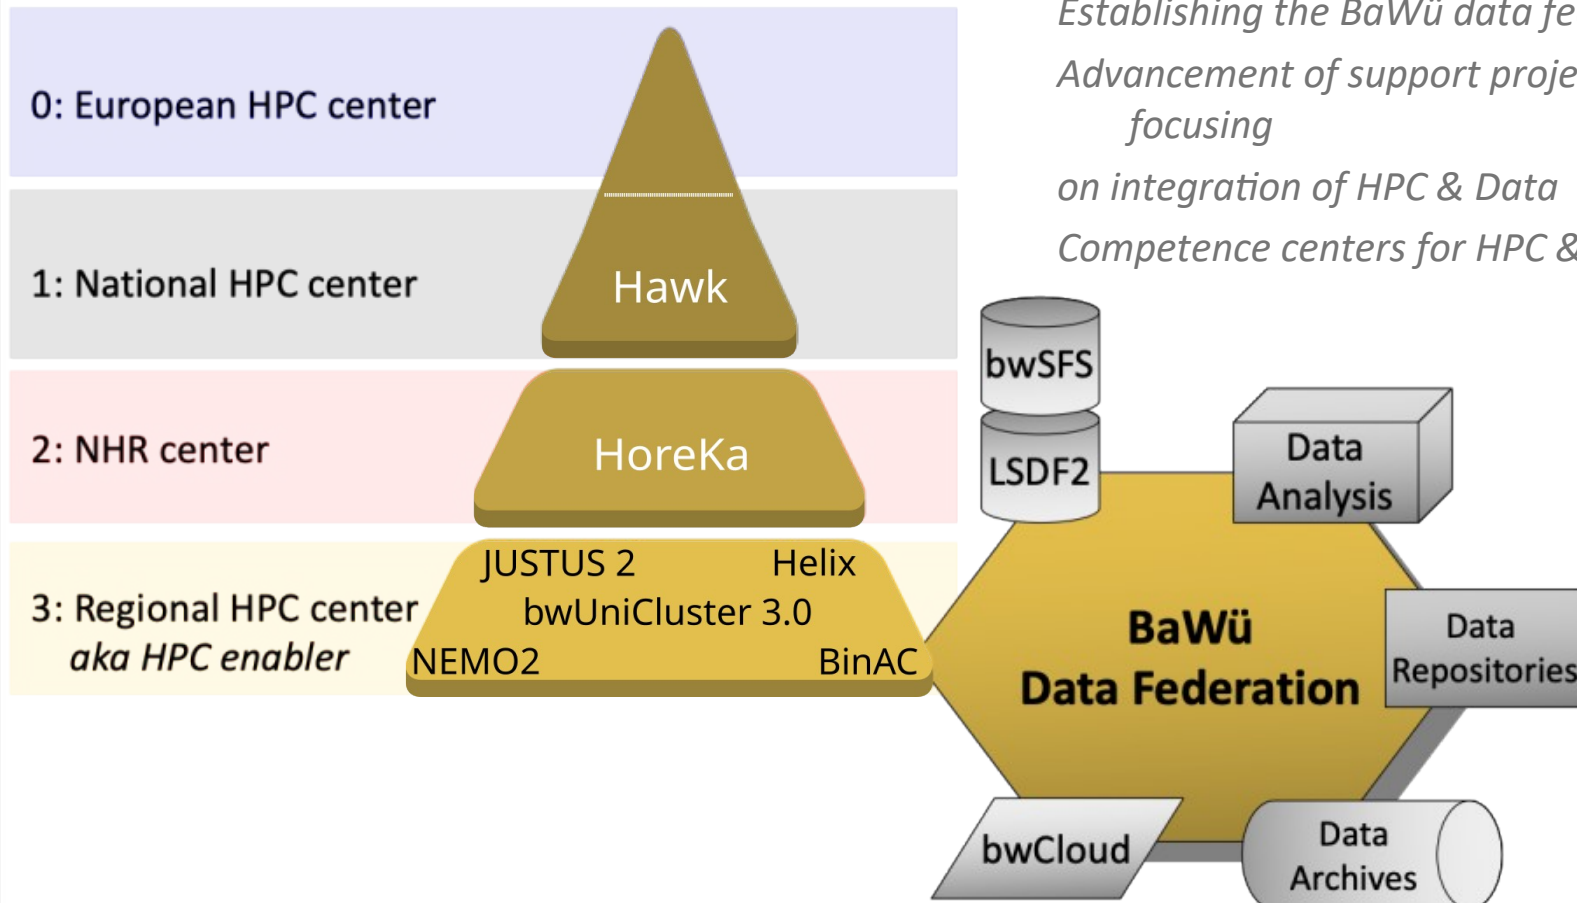 0: European HPC center
1: National HPC center
Hawk
2: NHR center
HoreKa
3: Regional HPC center
aka HPC enabler
JUSTUS 2 Helix
bwUniCluster 3.0
NEMO2 BinAC
Establishing the BaWü data
Advancement of support
focusing
on integration of HPC & Data
Competence centers for HPC &
bwSFS
LSDF2
Data
Analysis
BaWü
Data Federation
Data
Repositories
bwCloud
Data
Archives